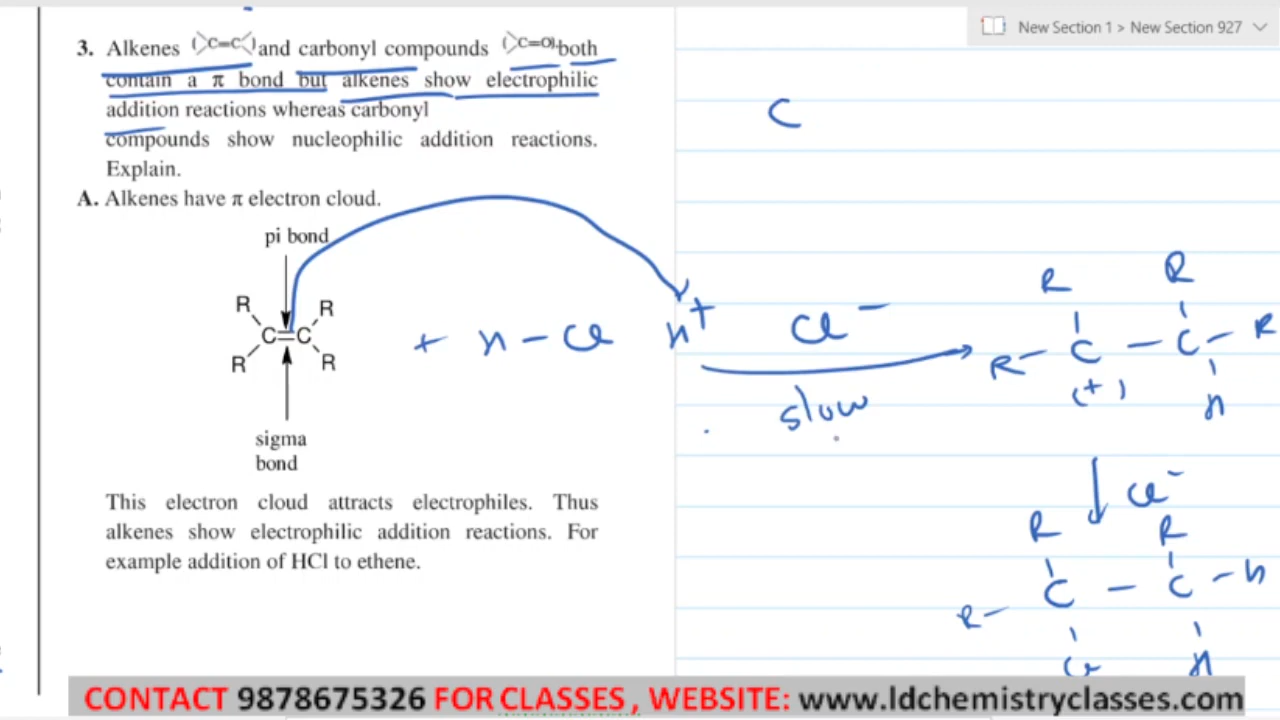 New Section 1 > New Section 927
3. Alkenes (>C=C<) and carbonyl compounds (>C=O) both
contain a π bond but alkenes show electrophilic
addition reactions whereas carbonyl
compounds show nucleophilic addition reactions.
Explain.
A. Alkenes have π electron cloud.
pi bond
R R
C=C
R R
sigma
bond
+ H - Cl H+ Cl-
slow
C
R R
R - C - C - R
(+) H
Cl-
R R
R - C - C - H
Cl H
This electron cloud attracts electrophiles. Thus
alkenes show electrophilic addition reactions. For
example addition of HCl to ethene.
CONTACT 9878675326 FOR CLASSES , WEBSITE: www.ldchemistryclasses.com